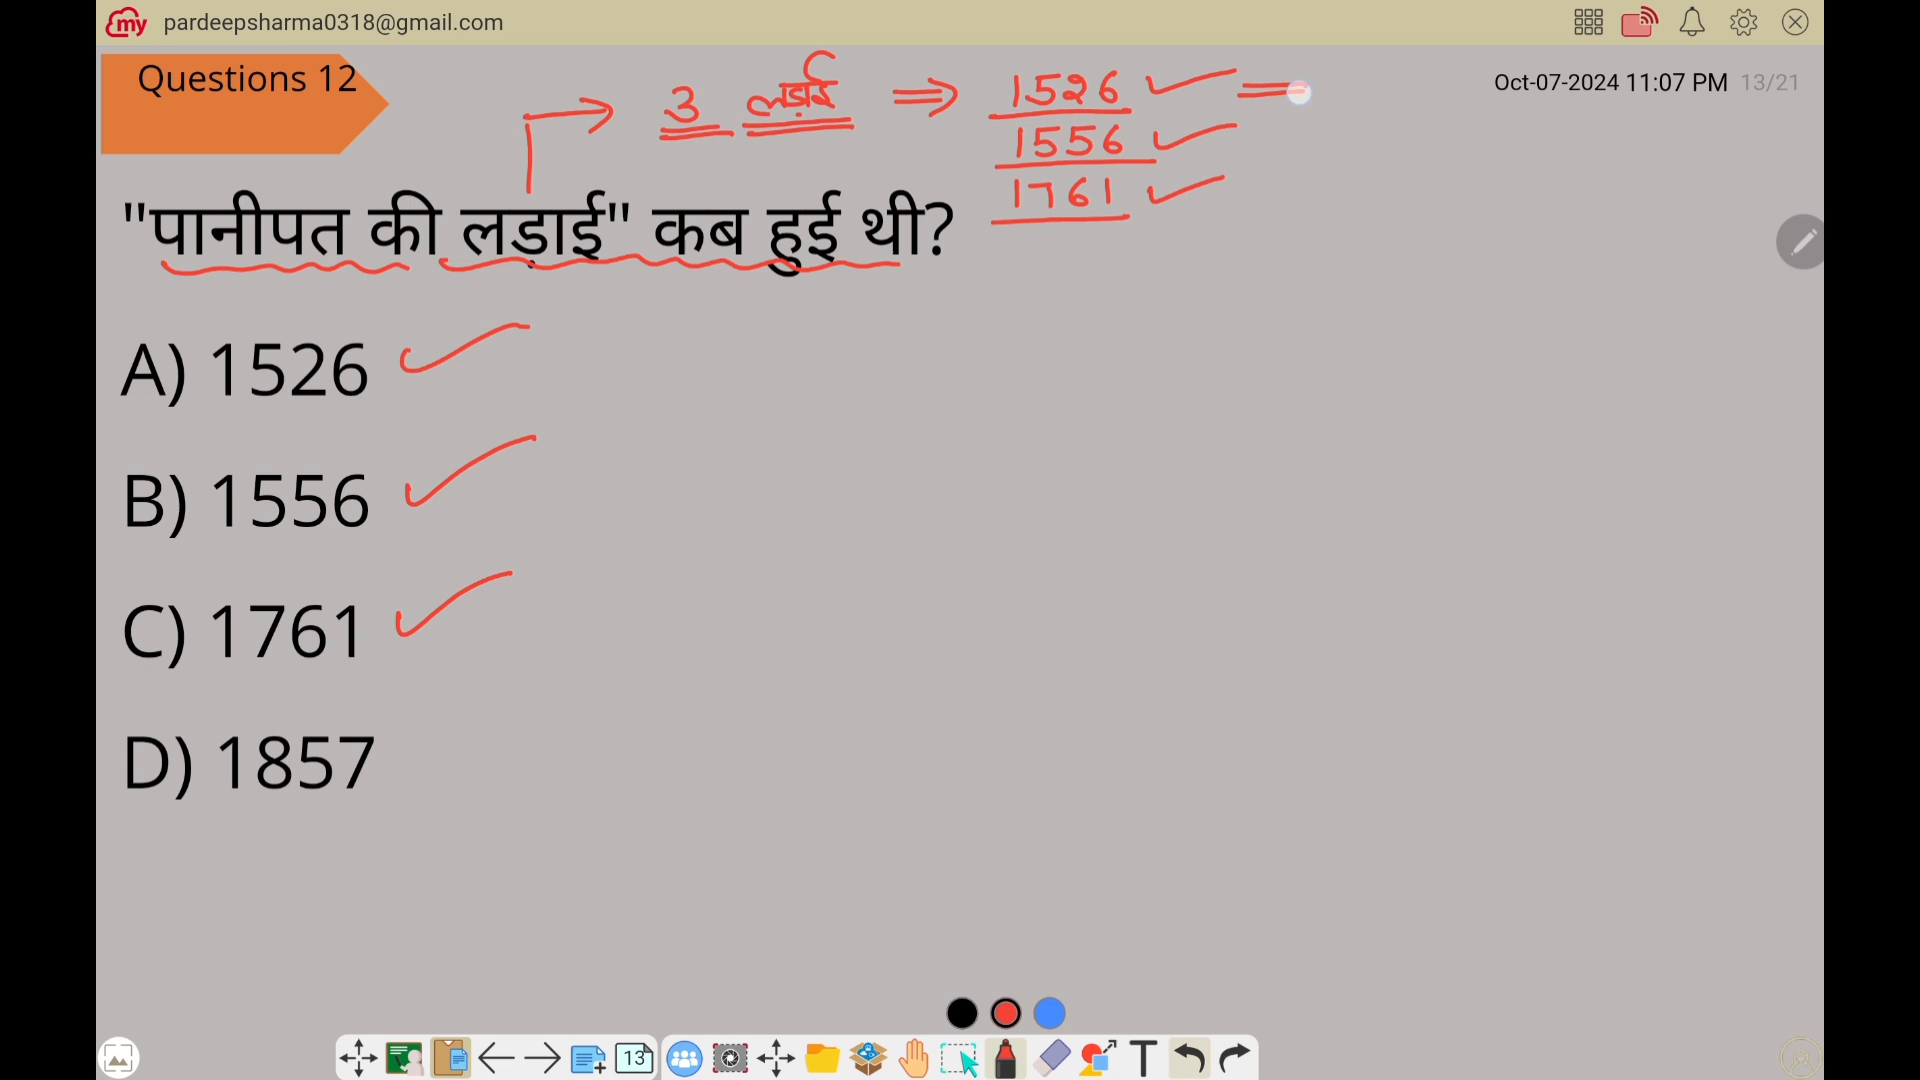 my pardeepsharma0318@gmail.com
Questions 12
Oct-07-2024 11:07 PM 13/21
3 लड़ाई ⇒ 1526 ✓ =
1556 ✓
1761 ✓
"पानीपत की लड़ाई" कब हुई थी?
A) 1526 ✓
B) 1556 ✓
C) 1761 ✓
D) 1857
13
T